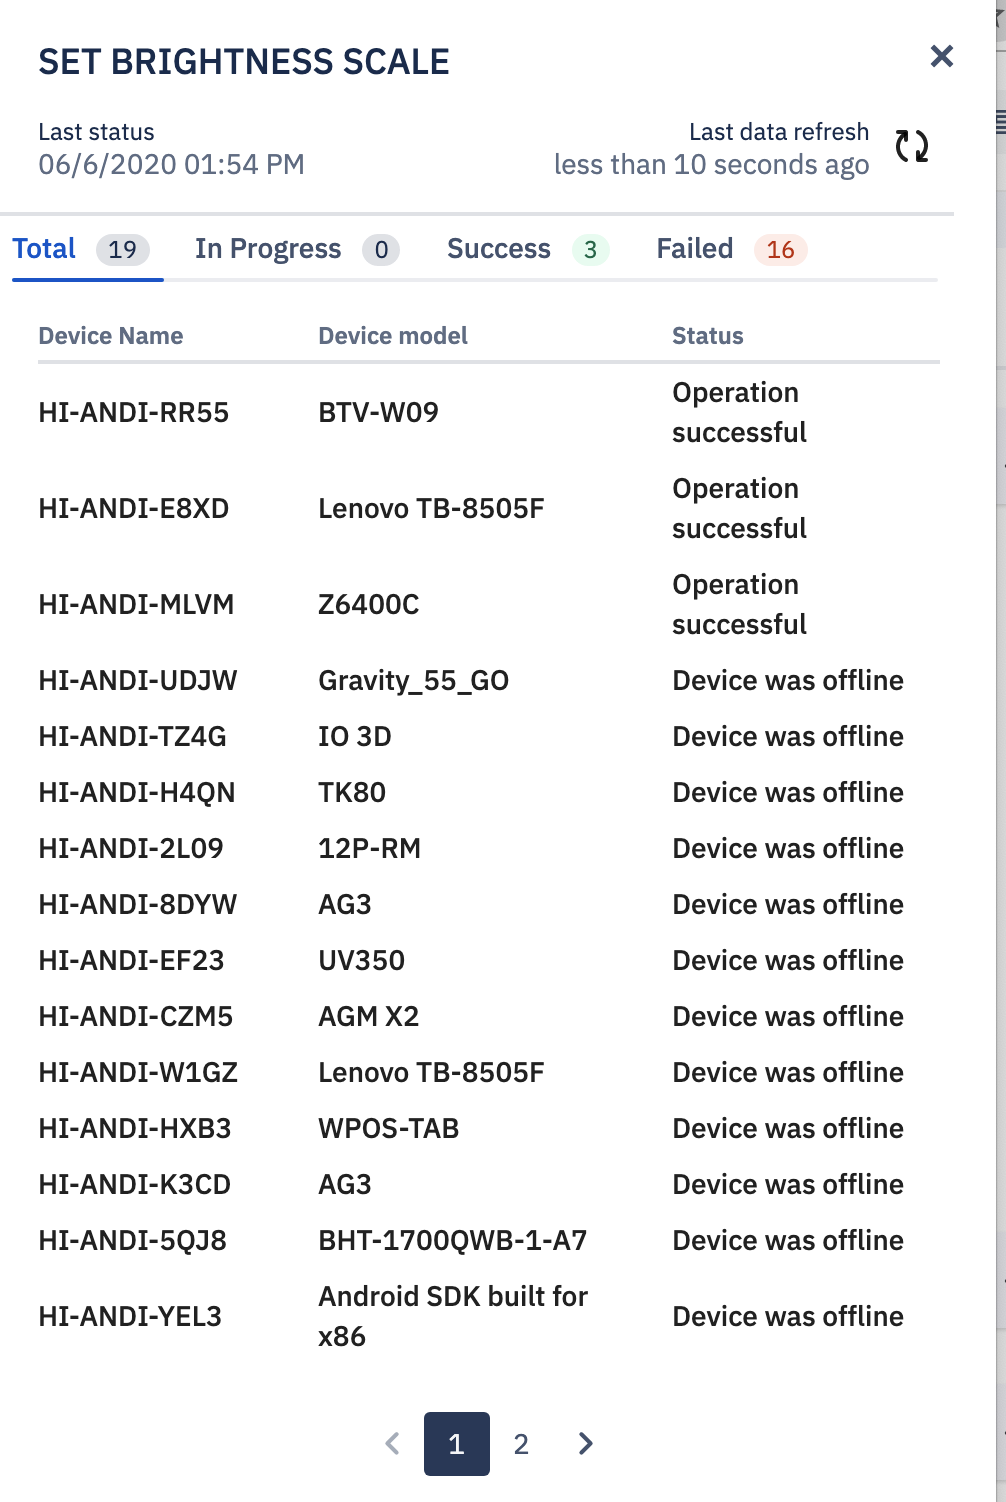 SET BRIGHTNESS SCALE
Last status
06/6/2020 01:54 PM
Last data refresh
less than 10 seconds ago
Total 19 In Progress 0 Success 3 Failed 16
Device Name Device model Status
HI-ANDI-RR55 BTV-W09 Operation successful
HI-ANDI-E8XD Lenovo TB-8505F Operation successful
HI-ANDI-MLVM Z6400C Operation successful
HI-ANDI-UDJW Gravity_55_GO Device was offline
HI-ANDI-TZ4G IO 3D Device was offline
HI-ANDI-H4QN TK80 Device was offline
HI-ANDI-2L09 12P-RM Device was offline
HI-ANDI-8DYW AG3 Device was offline
HI-ANDI-EF23 UV350 Device was offline
HI-ANDI-CZM5 AGM X2 Device was offline
HI-ANDI-W1GZ Lenovo TB-8505F Device was offline
HI-ANDI-HXB3 WPOS-TAB Device was offline
HI-ANDI-K3CD AG3 Device was offline
HI-ANDI-5QJ8 BHT-1700QWB-1-A7 Device was offline
HI-ANDI-YEL3 Android SDK built for x86 Device was offline
1 2